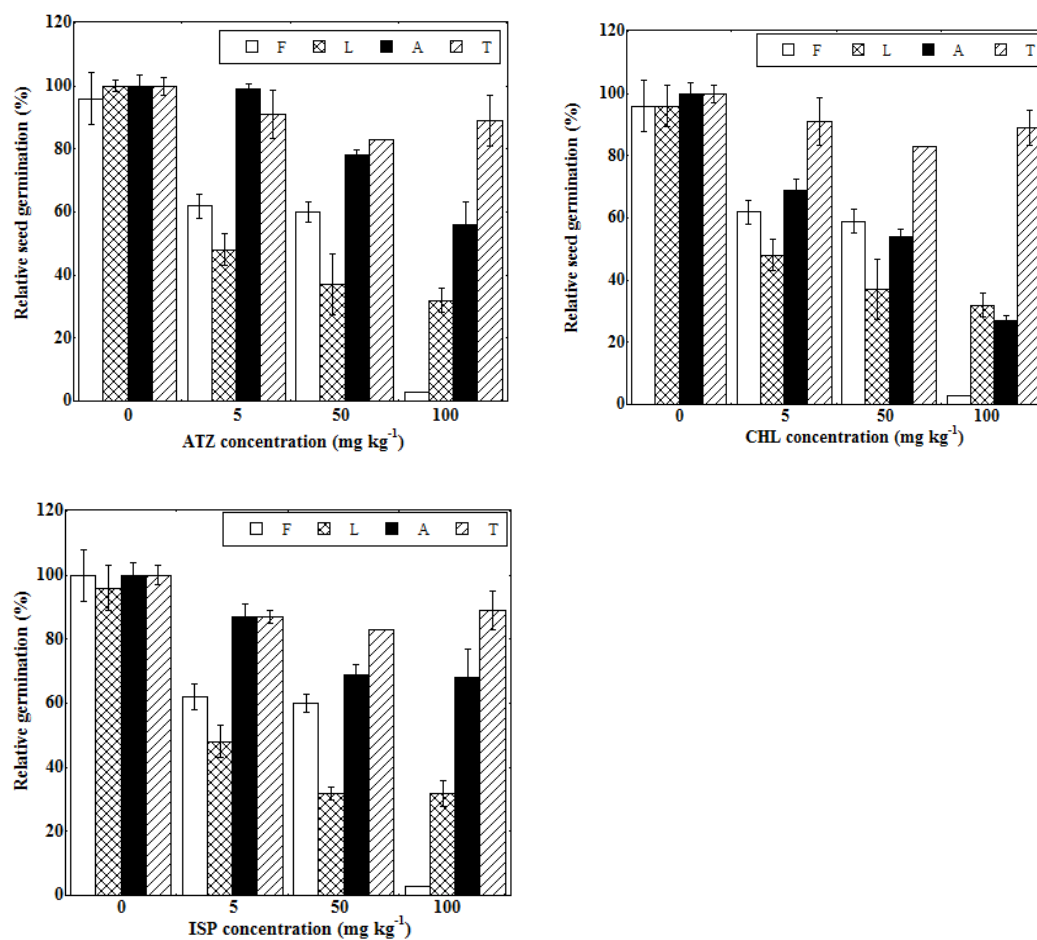 120
100
80
60
40
20
0
Relative seed germination (%)
F L A T
0 5 50 100
ATZ concentration (mg kg⁻¹)
120
100
80
60
40
20
0
Relative seed germination (%)
F L A T
0 5 50 100
CHL concentration (mg kg⁻¹)
120
100
80
60
40
20
0
Relative germination (%)
F L A T
0 5 50 100
ISP concentration (mg kg⁻¹)